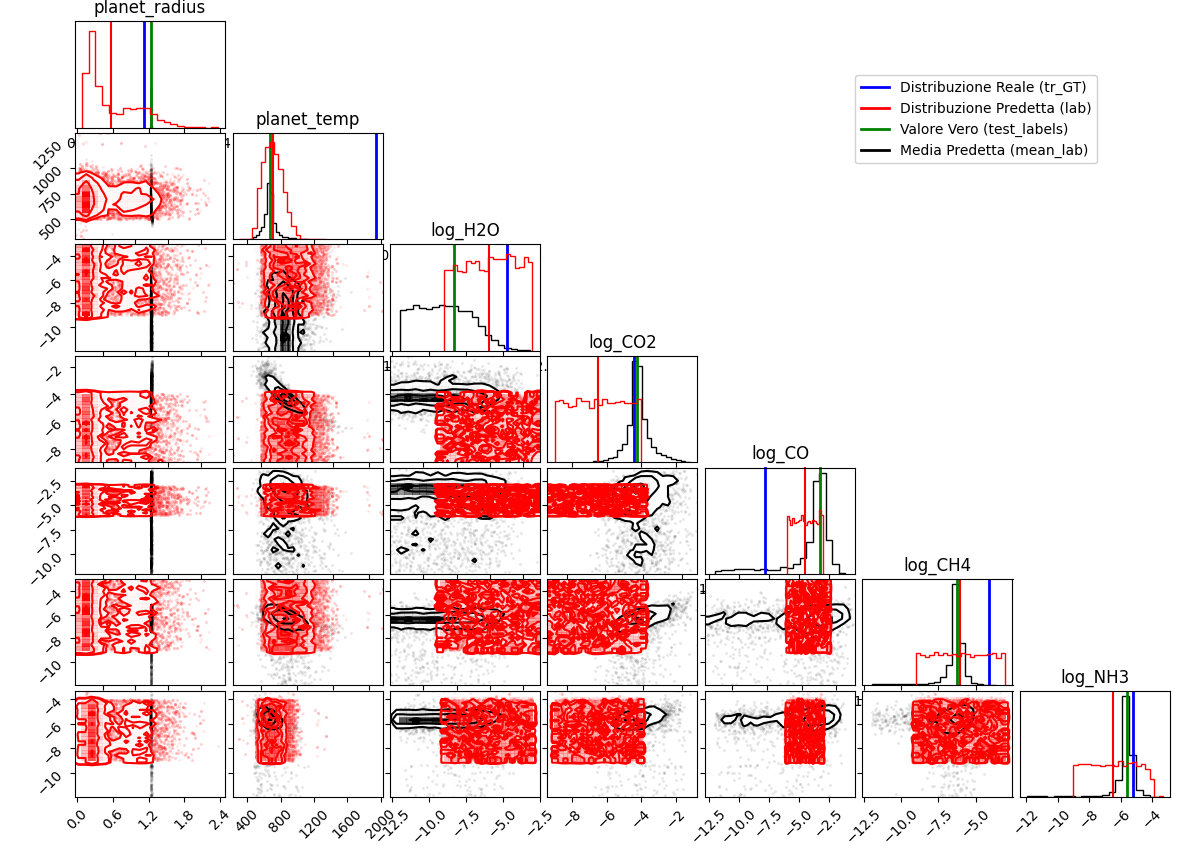 planet_radius
Distribuzione Reale (tr_GT)
Distribuzione Predetta (lab)
Valore Vero (test_labels)
Media Predetta (mean_lab)
planet_temp
1250
1000
750
500
log_H2O
−4
−6
−8
−10
log_CO2
−2
−4
−6
−8
log_CO
−2.5
−5.0
−7.5
−10.0
log_CH4
−4
−6
−8
−10
log_NH3
−4
−6
−8
−10
0.0 0.6 1.2 1.8 2.4 400 800 1200 1600 2000 −12.5 −10.0 −7.5 −5.0 −2.5 −8 −6 −4 −2 −12.5 −10.0 −7.5 −5.0 −2.5 −12.5 −10.0 −7.5 −5.0 −12 −10 −8 −6 −4